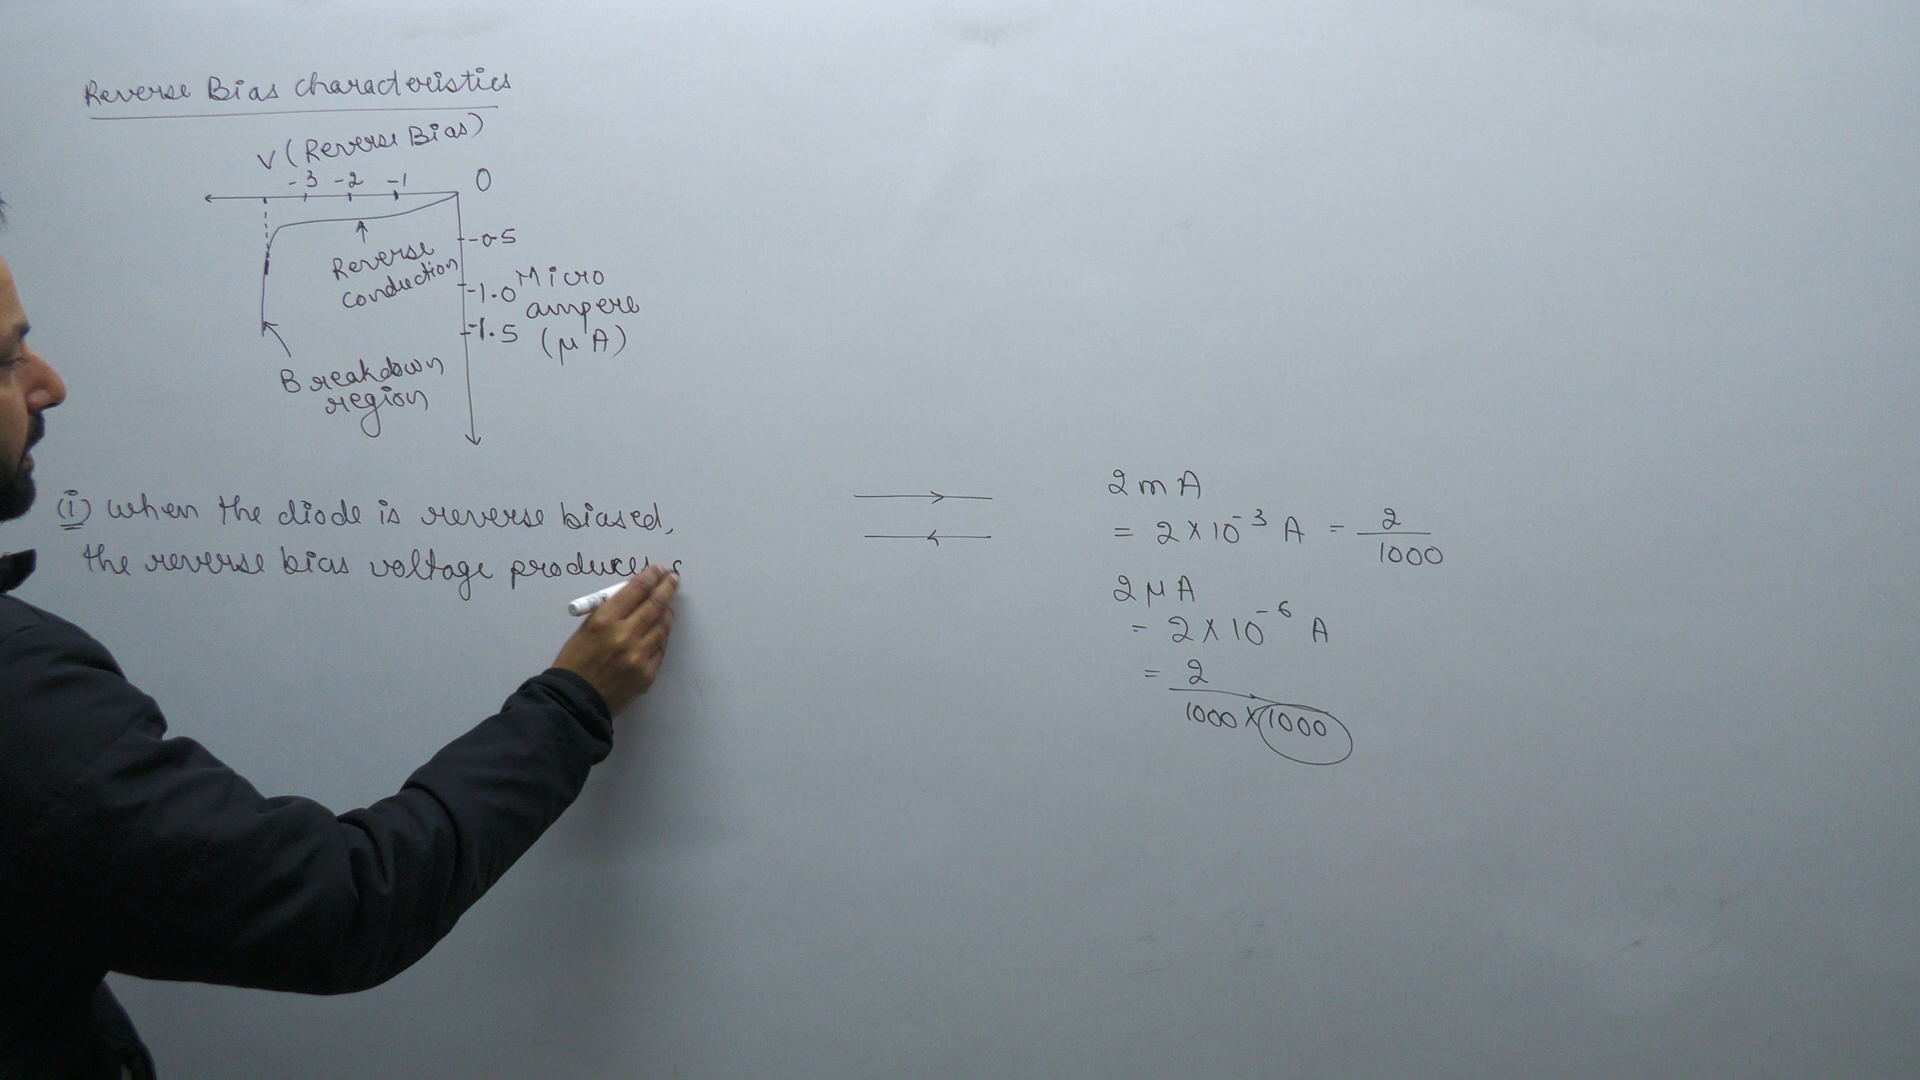 Reverse Bias characteristics
V (Reverse Bias)
-3 -2 -1 0
-0.5
Reverse
conduction
-1.0
-1.5
Micro
ampere
(μA)
Breakdown
region
(i) when the diode is reverse biased,
the reverse bias voltage produces
2 m A
= 2 × 10⁻³ A = 2/1000
2 μ A
= 2 × 10⁻⁶ A
= 2
1000 × 1000